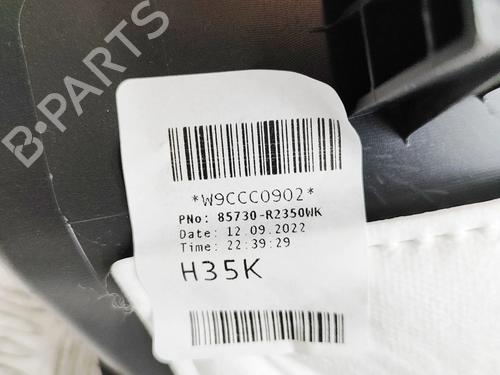 B-PARTS
*W9CCC0902*
PNo: 85730-R2350WK
Date: 12.09.2022
Time: 22:39:29
H35K